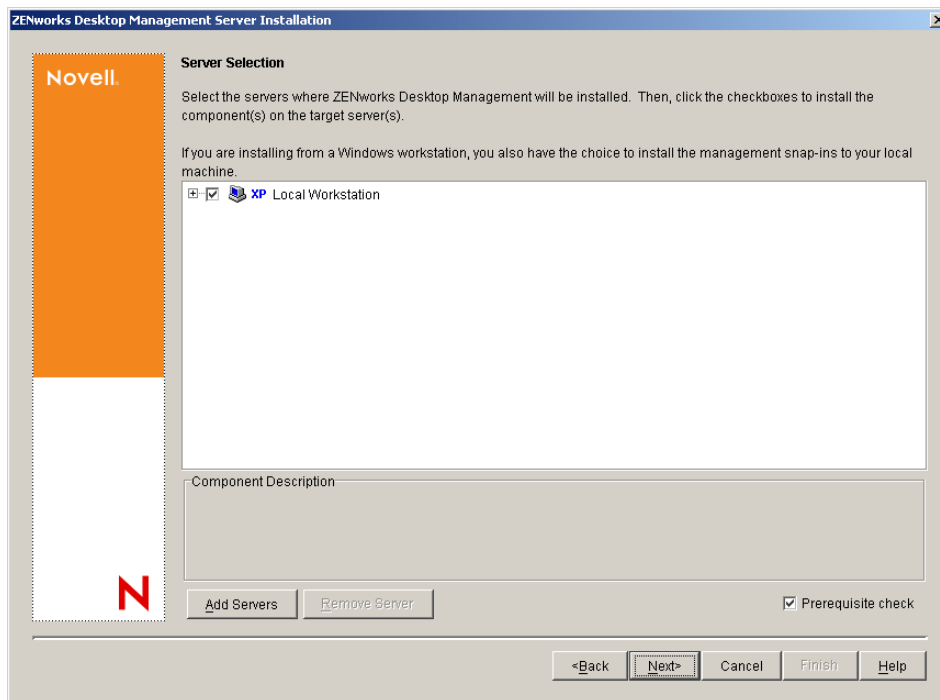 ZENworks Desktop Management Server Installation
Novell.
Server Selection
Select the servers where ZENworks Desktop Management will be installed. Then, click the checkboxes to install the
component(s) on the target server(s).
If you are installing from a Windows workstation, you also have the choice to install the management snap-ins to your local
machine.
XP Local Workstation
Component Description
N
Add Servers
Remove Server
Prerequisite check
<Back
Next>
Cancel
Finish
Help